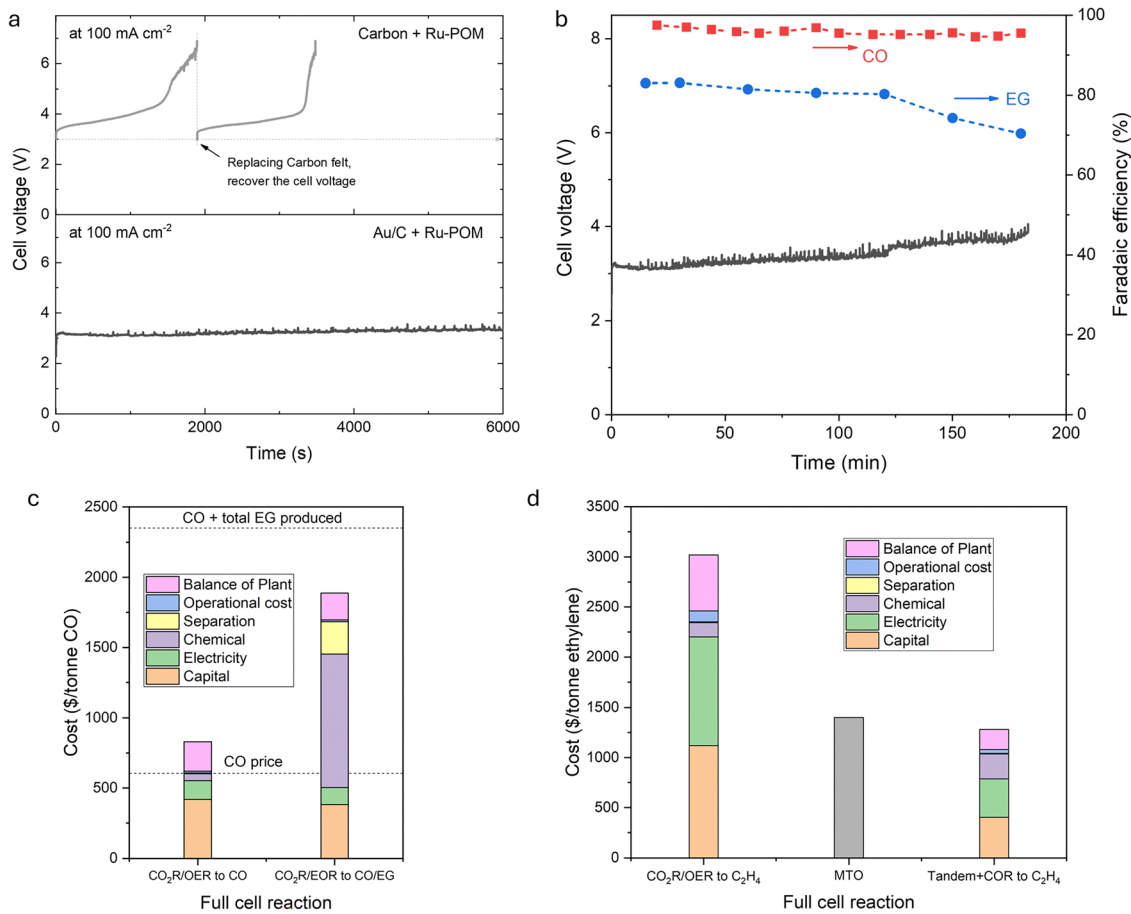 a
at 100 mA cm⁻²
Carbon + Ru-POM
Replacing Carbon felt,
recover the cell voltage
6
4
2
0
at 100 mA cm⁻²
Au/C + Ru-POM
6
4
2
0
Cell voltage (V)
0
2000
4000
6000
Time (s)
b
CO
EG
8
6
4
2
0
Cell voltage (V)
100
80
60
40
20
0
Faradaic efficiency (%)
0
50
100
150
200
Time (min)
c
CO + total EG produced
Balance of Plant
Operational cost
Separation
Chemical
Electricity
Capital
CO price
2500
2000
1500
1000
500
0
Cost ($/tonne CO)
CO₂R/OER to CO
CO₂R/EOR to CO/EG
Full cell reaction
d
Balance of Plant
Operational cost
Separation
Chemical
Electricity
Capital
3500
3000
2500
2000
1500
1000
500
0
Cost ($/tonne ethylene)
CO₂R/OER to C₂H₄
MTO
Tandem+COR to C₂H₄
Full cell reaction